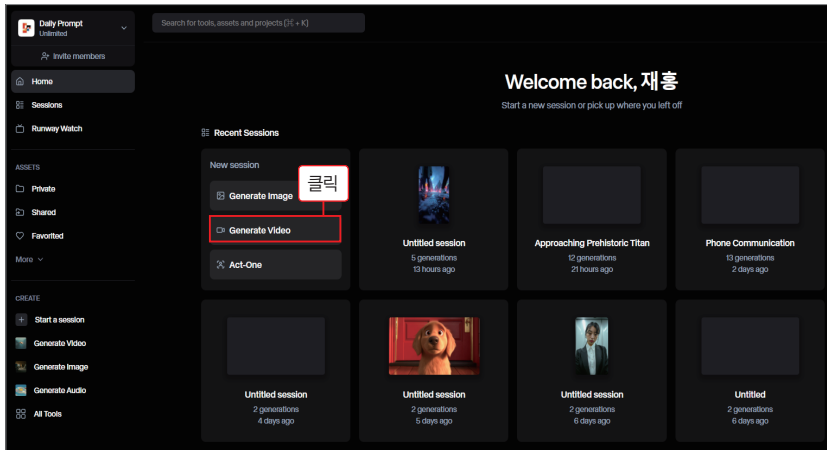 Daily Prompt
Unlimited
Invite members
Home
Sessions
Runway Watch
ASSETS
Private
Shared
Favorited
More
CREATE
Start a session
Generate Video
Generate Image
Generate Audio
All Tools
Search for tools, assets and projects [⌘ + K]
Welcome back, 재홍
Start a new session or pick up where you left off
Recent Sessions
New session
Generate Image
클릭
Generate Video
Act-One
Untitled session
5 generations
13 hours ago
Approaching Prehistoric Titan
12 generations
21 hours ago
Phone Communication
13 generations
2 days ago
Untitled session
2 generations
4 days ago
Untitled session
2 generations
5 days ago
Untitled session
2 generations
6 days ago
Untitled
2 generations
6 days ago